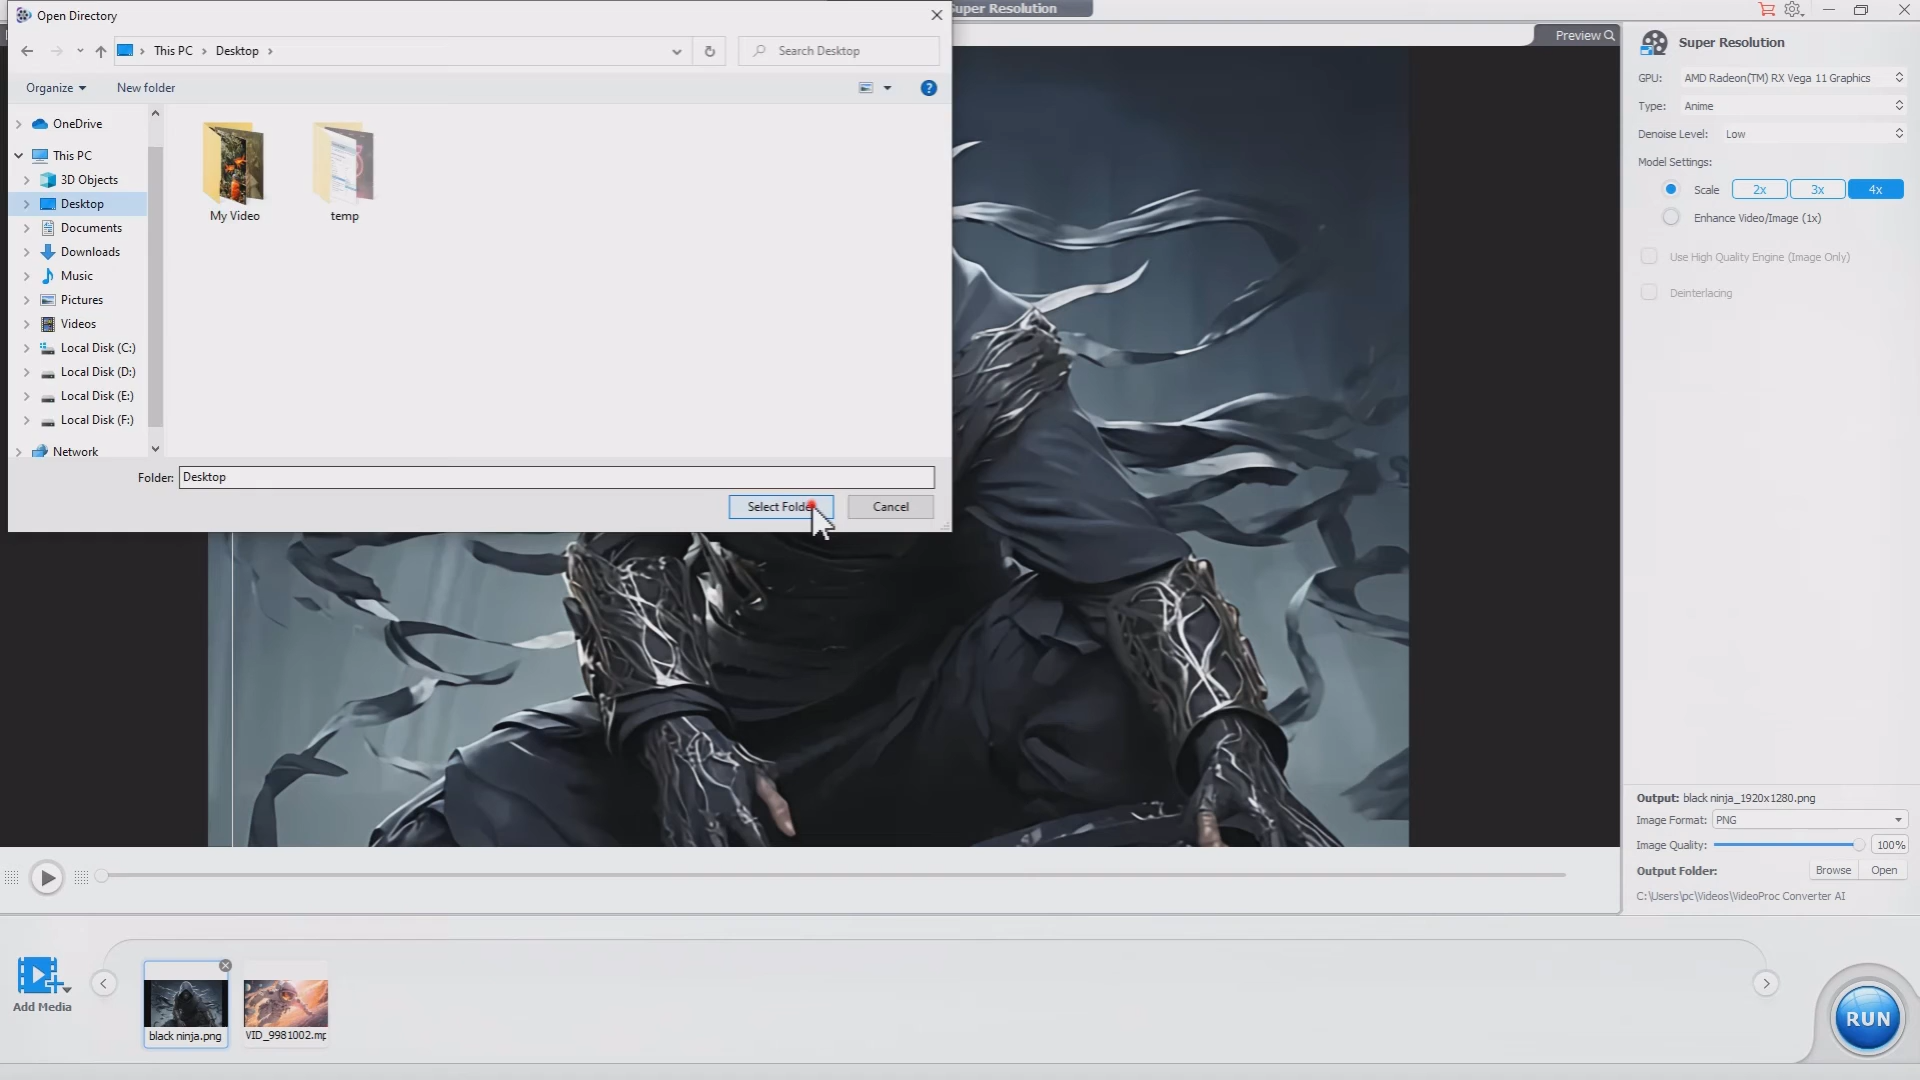 Open Directory
Super Resolution
This PC
Desktop
Search Desktop
Preview
Organize
New folder
OneDrive
This PC
3D Objects
Desktop
Documents
Downloads
Music
Pictures
Videos
Local Disk (C:)
Local Disk (D:)
Local Disk (E:)
Local Disk (F:)
Network
My Video
temp
Folder: Desktop
Select Folde
Cancel
Super Resolution
GPU: AMD Radeon(TM) RX Vega 11 Graphics
Type: Anime
Denoise Level: Low
Model Settings:
Scale 2x 3x 4x
Enhance Video/Image (1x)
Use High Quality Engine (Image Only)
Deinterlacing
Output: black ninja_1920x1280.png
Image Format: PNG
Image Quality: 100%
Output Folder: Browse Open
C:\Users\pc\Videos\VideoProc Converter AI
Add Media
black ninja.png
VID_9981002.mp
RUN